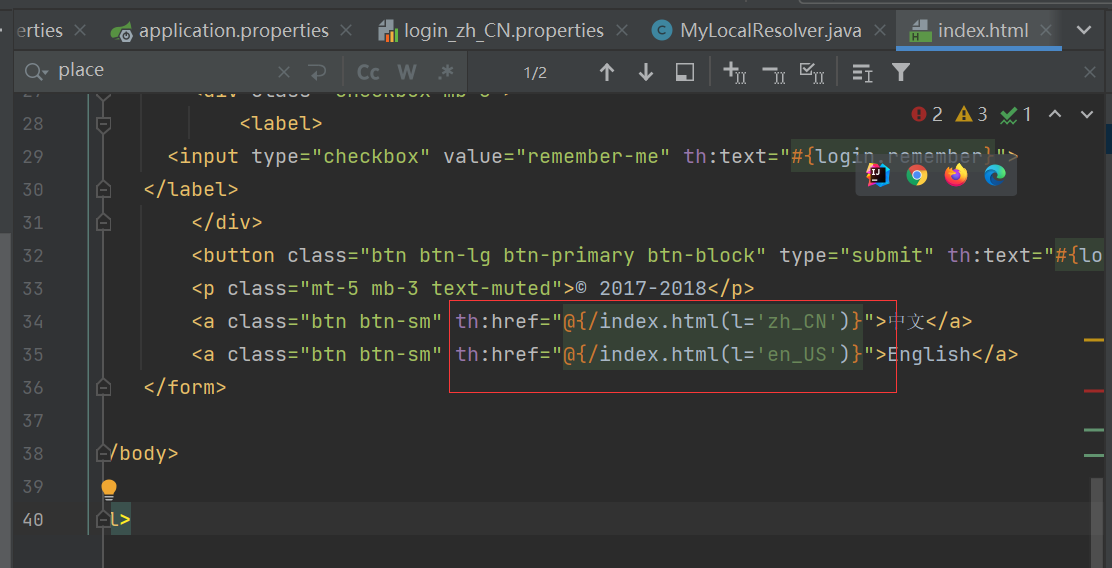 erties application.properties login_zh_CN.properties MyLocalResolver.java index.html
place Cc W .* 1/2
28 <label> 2 3 1
29 <input type="checkbox" value="remember-me" th:text="#{login.remember}">
30 </label>
31 </div>
32 <button class="btn btn-lg btn-primary btn-block" type="submit" th:text="#{lo
33 <p class="mt-5 mb-3 text-muted">© 2017-2018</p>
34 <a class="btn btn-sm" th:href="@{/index.html(l='zh_CN')}">中文</a>
35 <a class="btn btn-sm" th:href="@{/index.html(l='en_US')}">English</a>
36 </form>
37
38 /body>
39
40 l>